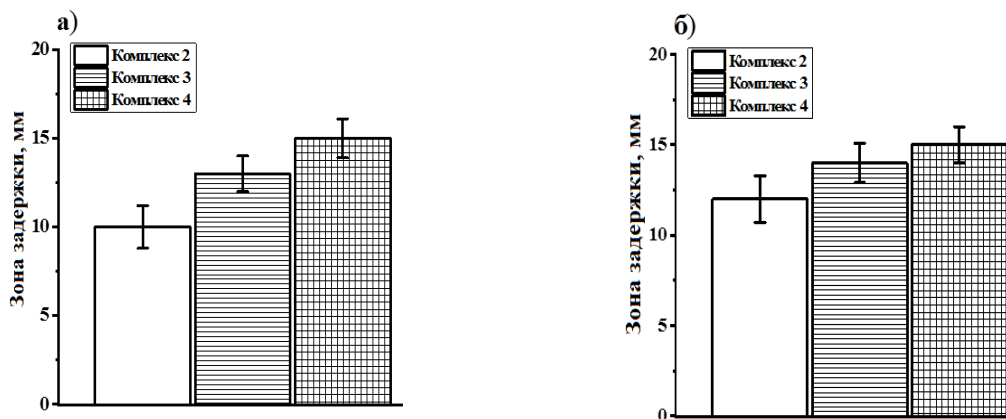 а)
20
15
10
5
0
Зона задержки, мм
Комплекс 2
Комплекс 3
Комплекс 4
б)
20
15
10
5
0
Зона задержки, мм
Комплекс 2
Комплекс 3
Комплекс 4